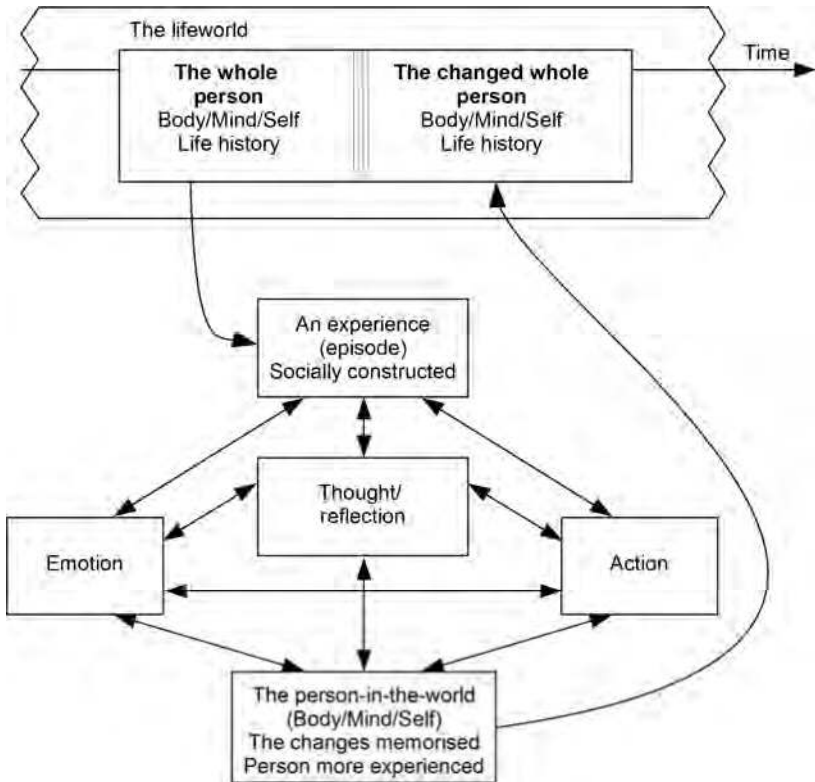 The lifeworld
Time
The whole
person
Body/Mind/Self
Life history
The changed whole
person
Body/Mind/Self
Life history
An experience
(episode)
Socially constructed
Thought/
reflection
Emotion
Action
The person-in-the-world
(Body/Mind/Self)
The changes memorised
Person more experienced